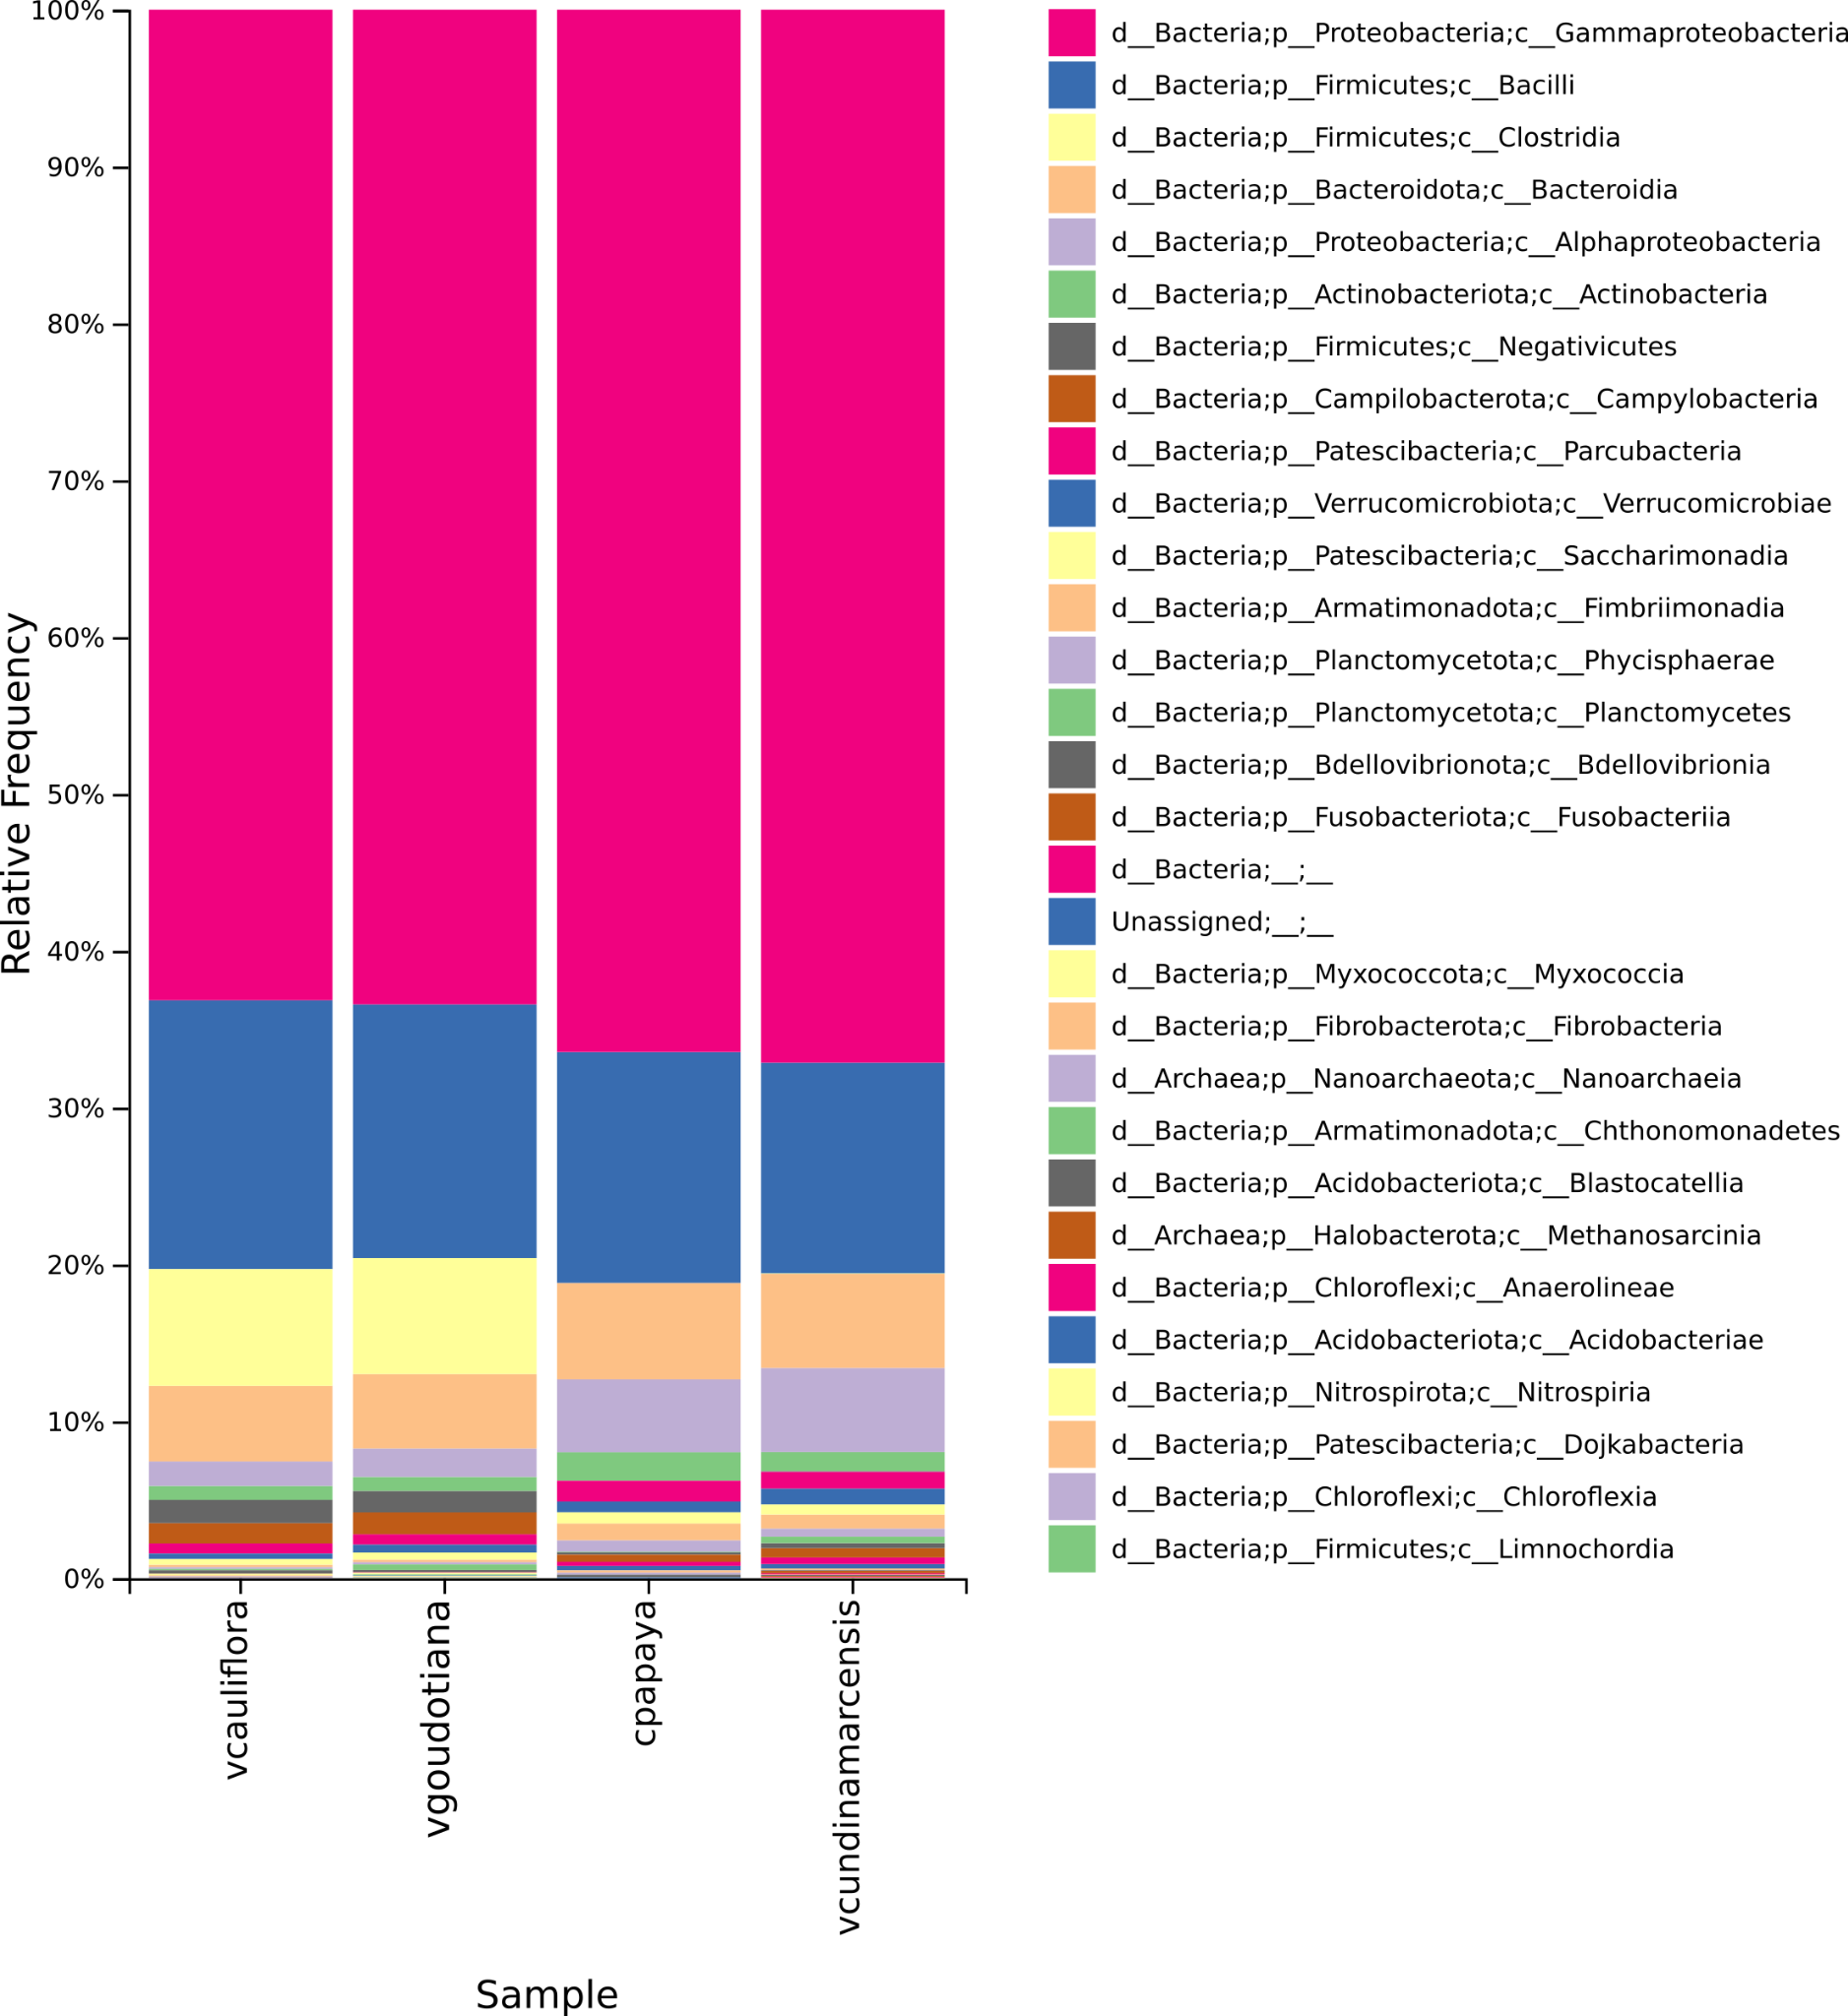 100%
90%
80%
70%
60%
50%
40%
30%
20%
10%
0%
Relative Frequency
vcauliflora
vgoudotiana
cpapaya
vcundinamarcensis
Sample
d__Bacteria;p__Proteobacteria;c__Gammaproteobacteria
d__Bacteria;p__Firmicutes;c__Bacilli
d__Bacteria;p__Firmicutes;c__Clostridia
d__Bacteria;p__Bacteroidota;c__Bacteroidia
d__Bacteria;p__Proteobacteria;c__Alphaproteobacteria
d__Bacteria;p__Actinobacteriota;c__Actinobacteria
d__Bacteria;p__Firmicutes;c__Negativicutes
d__Bacteria;p__Campilobacterota;c__Campylobacteria
d__Bacteria;p__Patescibacteria;c__Parcubacteria
d__Bacteria;p__Verrucomicrobiota;c__Verrucomicrobiae
d__Bacteria;p__Patescibacteria;c__Saccharimonadia
d__Bacteria;p__Armatimonadota;c__Fimbriimonadia
d__Bacteria;p__Planctomycetota;c__Phycisphaerae
d__Bacteria;p__Planctomycetota;c__Planctomycetes
d__Bacteria;p__Bdellovibrionota;c__Bdellovibrionia
d__Bacteria;p__Fusobacteriota;c__Fusobacteriia
d__Bacteria;__;__
Unassigned;__;__
d__Bacteria;p__Myxococcota;c__Myxococcia
d__Bacteria;p__Fibrobacterota;c__Fibrobacteria
d__Archaea;p__Nanoarchaeota;c__Nanoarchaeia
d__Bacteria;p__Armatimonadota;c__Chthonomonadetes
d__Bacteria;p__Acidobacteriota;c__Blastocatellia
d__Archaea;p__Halobacterota;c__Methanosarcinia
d__Bacteria;p__Chloroflexi;c__Anaerolineae
d__Bacteria;p__Acidobacteriota;c__Acidobacteriae
d__Bacteria;p__Nitrospirota;c__Nitrospiria
d__Bacteria;p__Patescibacteria;c__Dojkabacteria
d__Bacteria;p__Chloroflexi;c__Chloroflexia
d__Bacteria;p__Firmicutes;c__Limnochordia